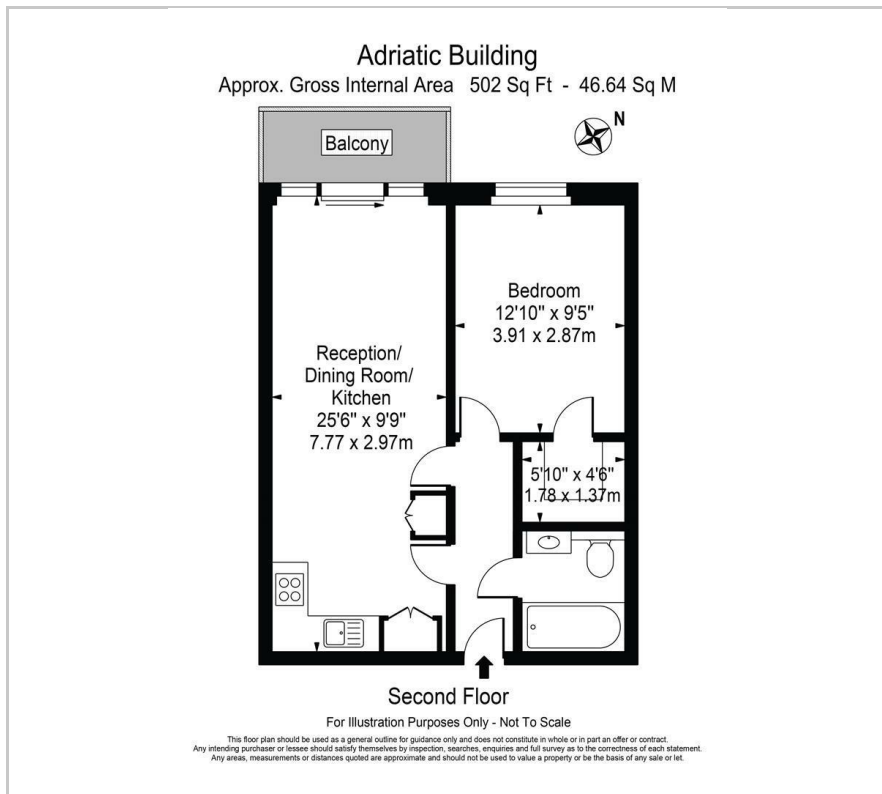 Adriatic Building
Approx. Gross Internal Area 502 Sq Ft - 46.64 Sq M
N
Balcony
Bedroom
12'10" x 9'5"
3.91 x 2.87m
Reception/
Dining Room/
Kitchen
25'6" x 9'9"
7.77 x 2.97m
5'10" x 4'6"
1.78 x 1.37m
Second Floor
For Illustration Purposes Only - Not To Scale
This floor plan should be used as a general outline for guidance only and does not constitute in whole or in part an offer or contract.
Any intending purchaser or lessee should satisfy themselves by inspection, searches, enquiries and full survey as to the correctness of each statement.
Any areas, measurements or distances quoted are approximate and should not be used to value a property or be the basis of any sale or let.